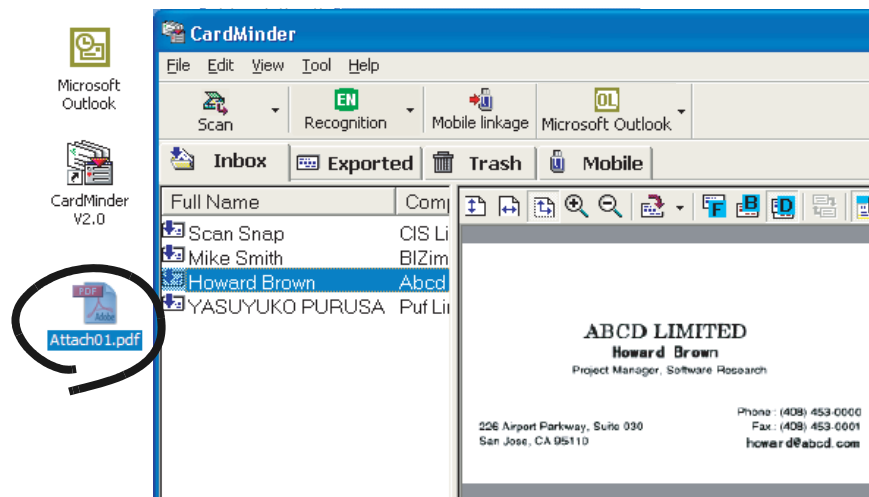 Microsoft
Outlook
CardMinder
V2.0
PDF
Adobe
Attach01.pdf
CardMinder
File Edit View Tool Help
EN OL
Scan Recognition Mobile linkage Microsoft Outlook
Inbox Exported Trash Mobile
Full Name Comp
F B D
Scan Snap CIS Li
Mike Smith BIZim
Howard Brown Abcd
YASUYUKO PURUSA Puf Lir
ABCD LIMITED
Howard Brown
Project Manager, Software Research
Phone : (408) 453-0000
226 Airport Parkway, Suite 030 Fax.: (408) 453-0001
San Jose, CA 95110 howard@abcd.com